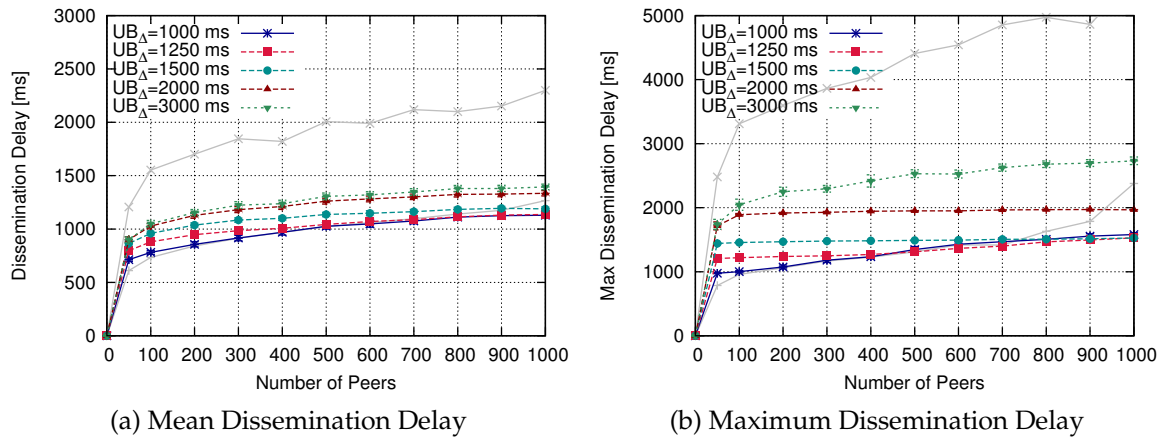 3000
2500
2000
1500
1000
500
0
Dissemination Delay [ms]
UB_Δ=1000 ms
UB_Δ=1250 ms
UB_Δ=1500 ms
UB_Δ=2000 ms
UB_Δ=3000 ms
0 100 200 300 400 500 600 700 800 900 1000
Number of Peers
(a) Mean Dissemination Delay
5000
4000
3000
2000
1000
0
Max Dissemination Delay [ms]
UB_Δ=1000 ms
UB_Δ=1250 ms
UB_Δ=1500 ms
UB_Δ=2000 ms
UB_Δ=3000 ms
0 100 200 300 400 500 600 700 800 900 1000
Number of Peers
(b) Maximum Dissemination Delay